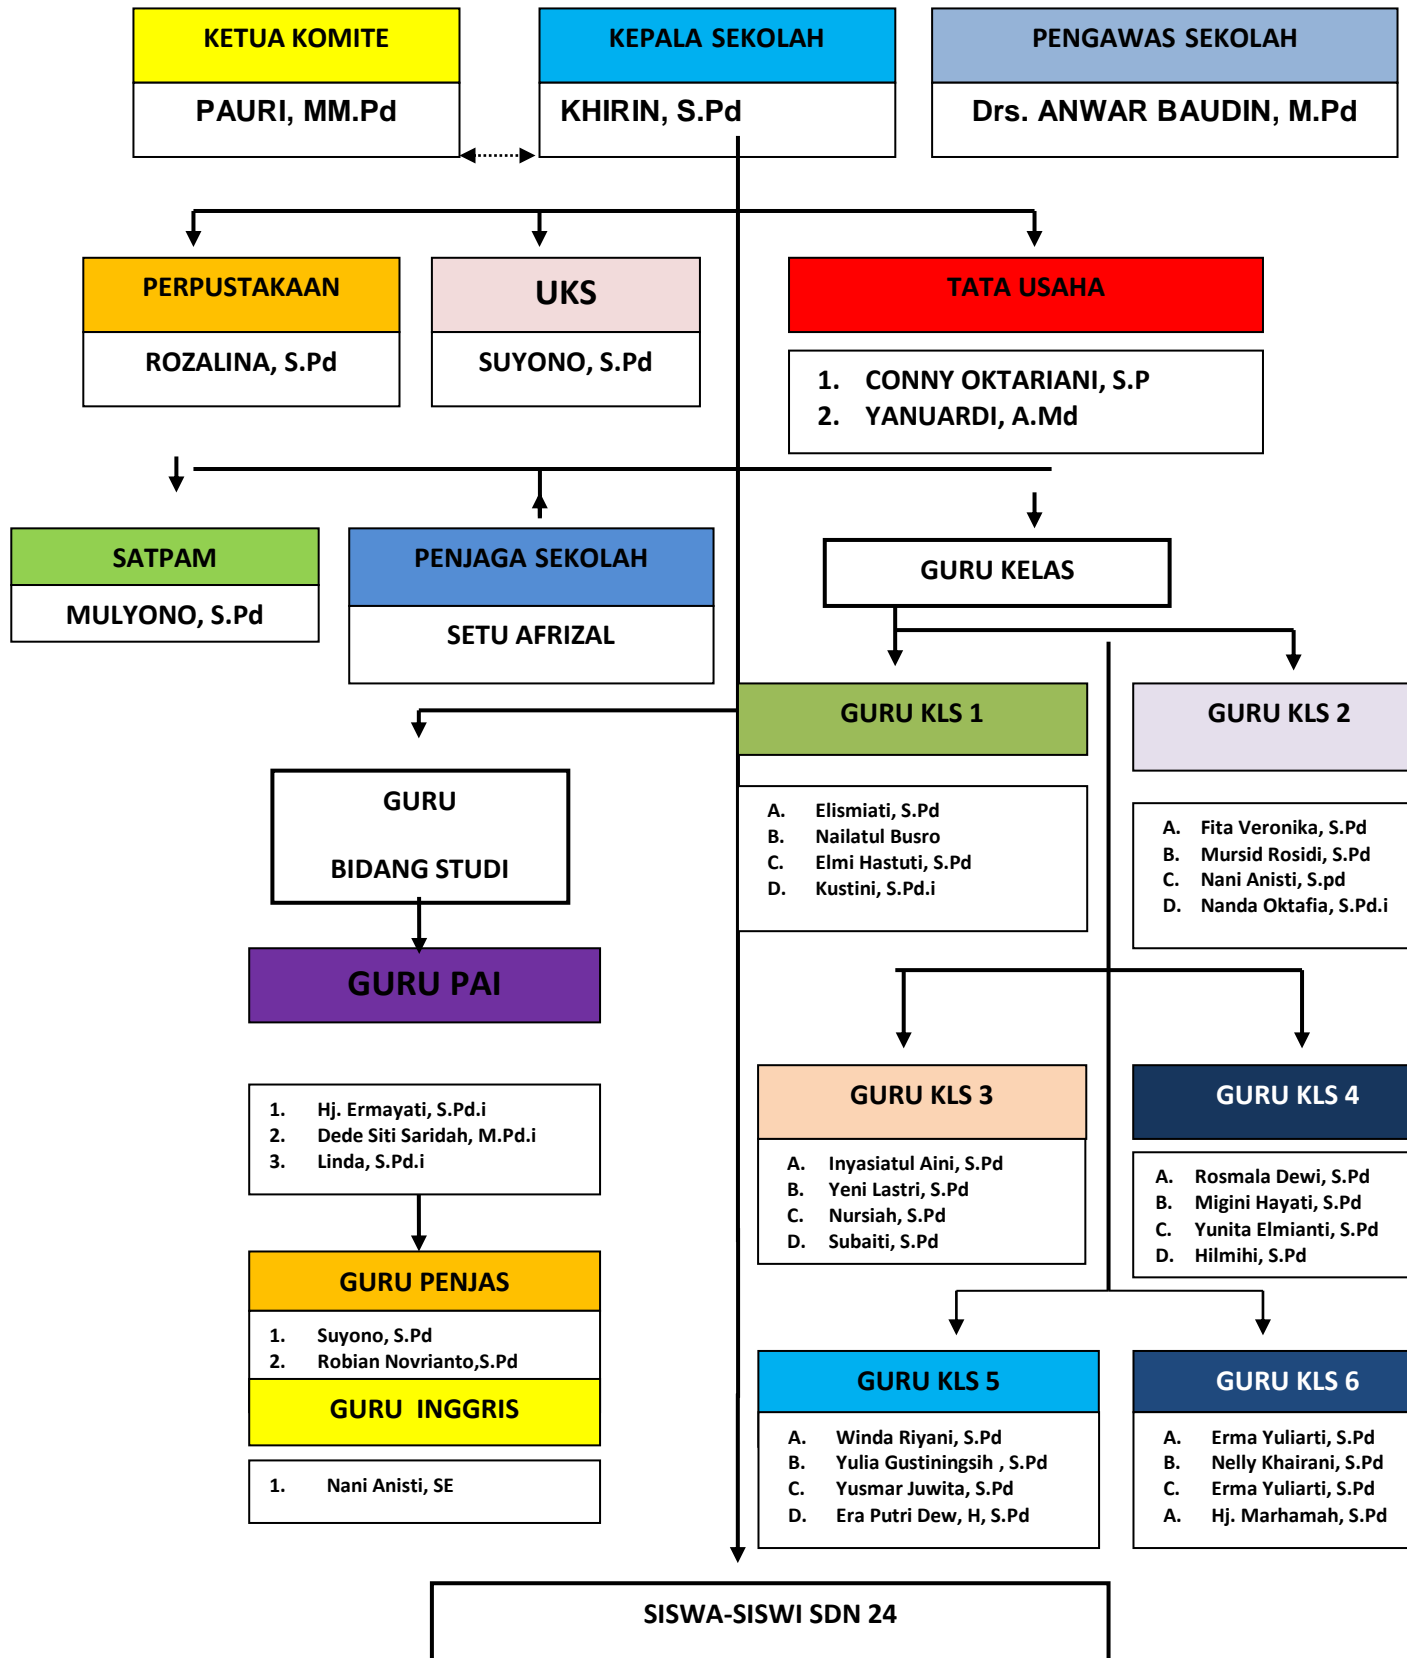 KETUA KOMITE
PAURI, MM.Pd
KEPALA SEKOLAH
KHIRIN, S.Pd
PENGAWAS SEKOLAH
Drs. ANWAR BAUDIN, M.Pd
PERPUSTAKAAN
ROZALINA, S.Pd
UKS
SUYONO, S.Pd
TATA USAHA
1. CONNY OKTARIANI, S.P
2. YANUARDI, A.Md
SATPAM
MULYONO, S.Pd
PENJAGA SEKOLAH
SETU AFRIZAL
GURU KELAS
GURU KLS 1
A. Elismiati, S.Pd
B. Nailatul Busro
C. Elmi Hastuti, S.Pd
D. Kustini, S.Pd.i
GURU KLS 2
A. Fita Veronika, S.Pd
B. Mursid Rosidi, S.Pd
C. Nani Anisti, S.pd
D. Nanda Oktafia, S.Pd.i
GURU
BIDANG STUDI
GURU PAI
1. Hj. Ermayati, S.Pd.i
2. Dede Siti Saridah, M.Pd.i
3. Linda, S.Pd.i
GURU KLS 3
A. Inyasiatul Aini, S.Pd
B. Yeni Lastri, S.Pd
C. Nursiah, S.Pd
D. Subaiti, S.Pd
GURU KLS 4
A. Rosmala Dewi, S.Pd
B. Migini Hayati, S.Pd
C. Yunita Elmianti, S.Pd
D. Hilmihi, S.Pd
GURU PENJAS
1. Suyono, S.Pd
2. Robian Novrianto,S.Pd
GURU INGGRIS
1. Nani Anisti, SE
GURU KLS 5
A. Winda Riyani, S.Pd
B. Yulia Gustiningsih , S.Pd
C. Yusmar Juwita, S.Pd
D. Era Putri Dew, H, S.Pd
GURU KLS 6
A. Erma Yuliarti, S.Pd
B. Nelly Khairani, S.Pd
C. Erma Yuliarti, S.Pd
A. Hj. Marhamah, S.Pd
SISWA-SISWI SDN 24